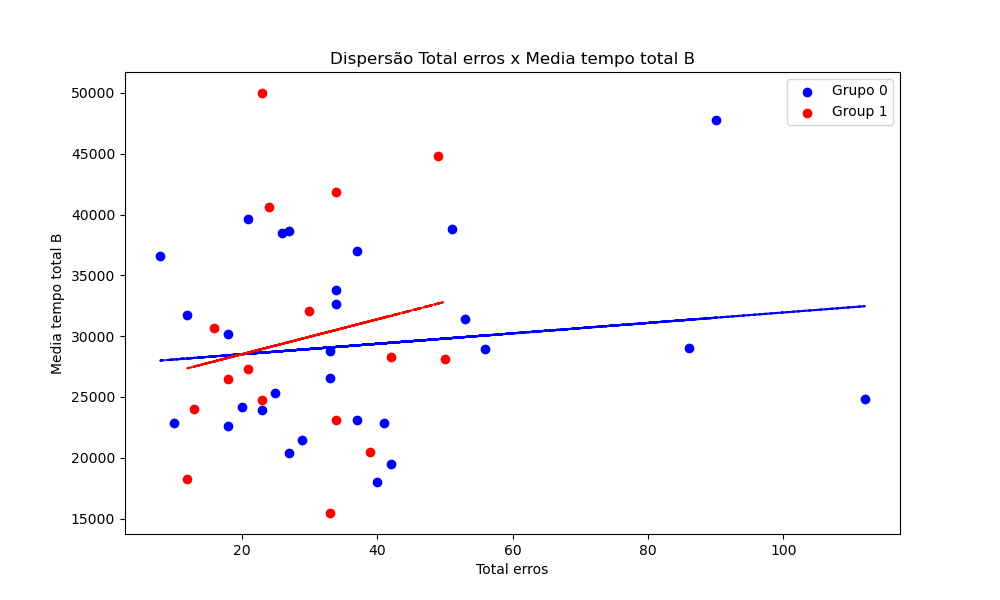 Dispersão Total erros x Media tempo total B
Grupo 0
Group 1
50000
45000
40000
35000
30000
25000
20000
15000
Media tempo total B
20
40
60
80
100
Total erros